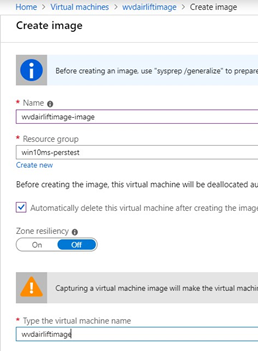 Home > Virtual machines > wvdairliftimage > Create image
Create image
Before creating an image, use "sysprep /generalize" to prepare
* Name
wvdairliftimage-image
* Resource group
win10ms-perstest
Create new
Before creating the image, this virtual machine will be deallocated au
Automatically delete this virtual machine after creating the image
Zone resiliency
On Off
Capturing a virtual machine image will make the virtual machin
* Type the virtual machine name
wvdairliftimage